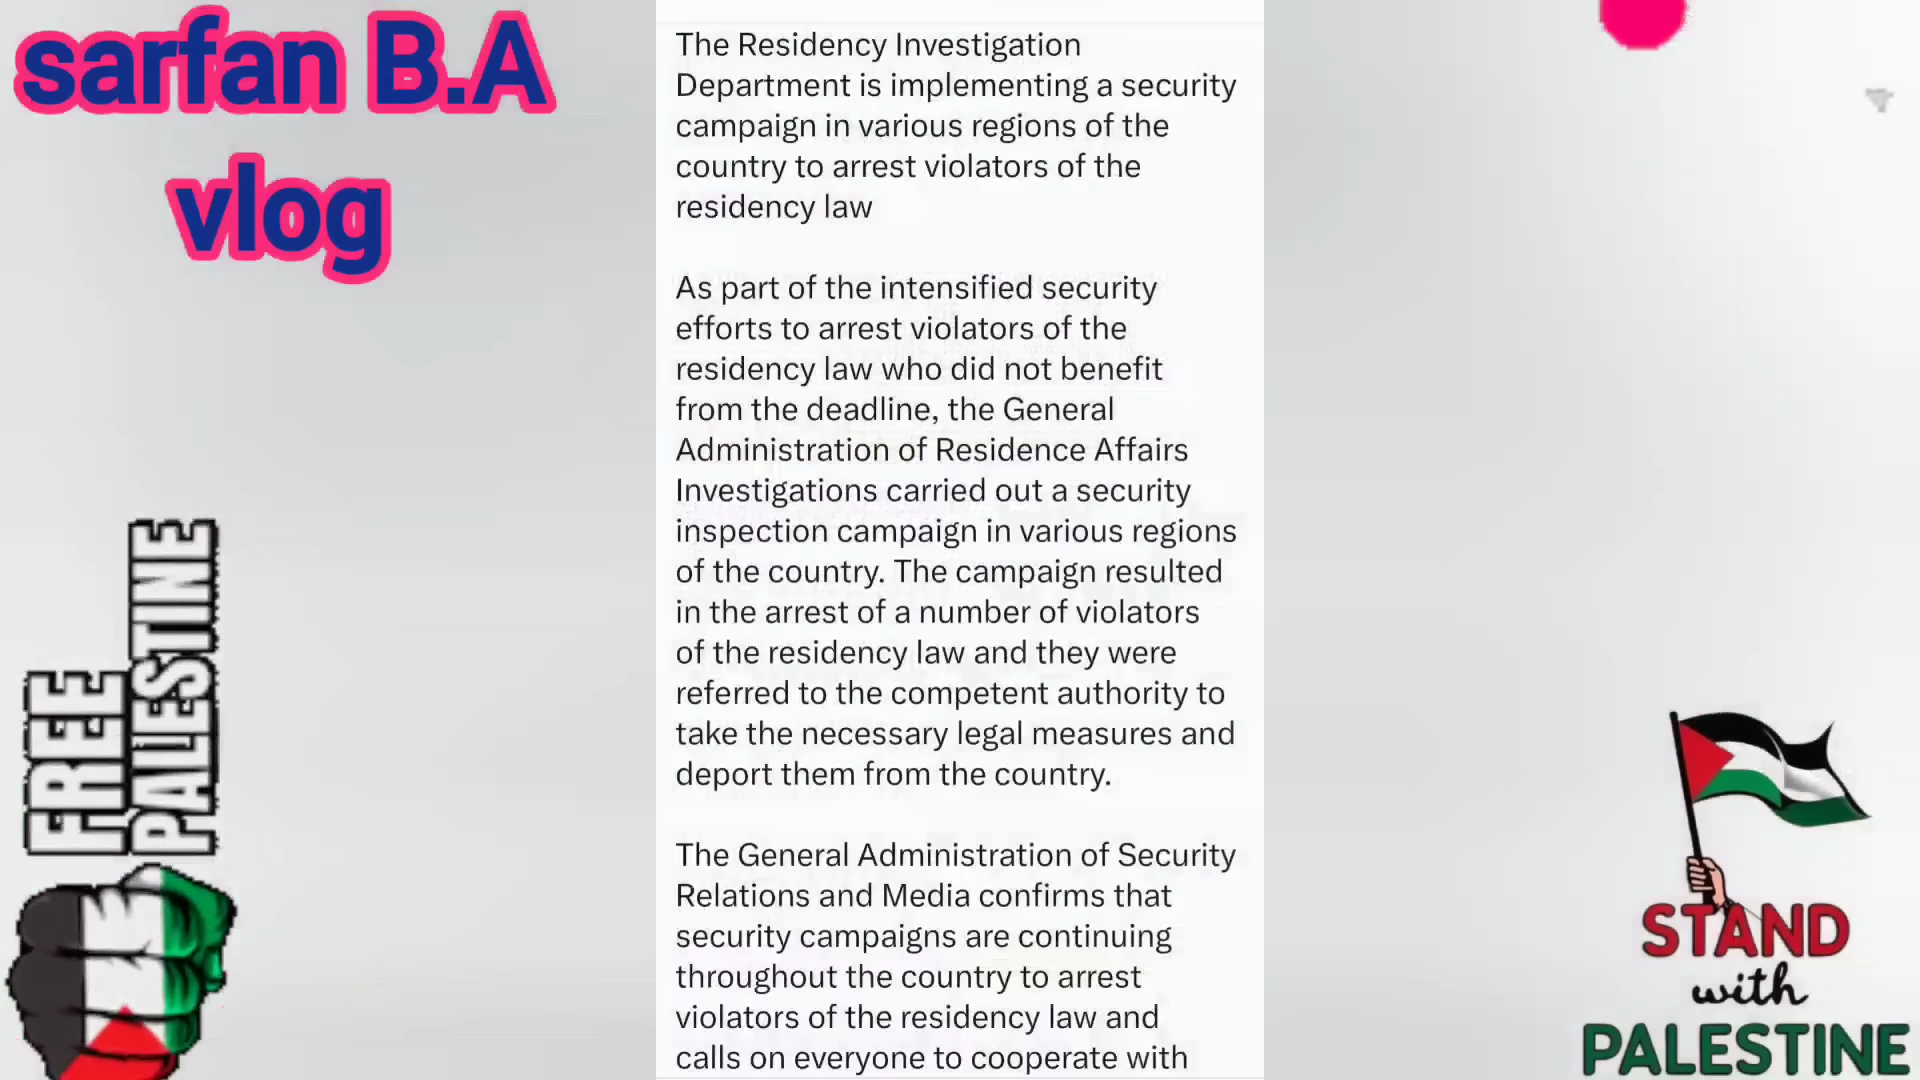 sarfan B.A
vlog
The Residency Investigation
Department is implementing a security
campaign in various regions of the
country to arrest violators of the
residency law
As part of the intensified security
efforts to arrest violators of the
residency law who did not benefit
from the deadline, the General
Administration of Residence Affairs
Investigations carried out a security
inspection campaign in various regions
of the country. The campaign resulted
in the arrest of a number of violators
of the residency law and they were
referred to the competent authority to
take the necessary legal measures and
deport them from the country.
The General Administration of Security
Relations and Media confirms that
security campaigns are continuing
throughout the country to arrest
violators of the residency law and
calls on everyone to cooperate with
FREE
PALESTINE
STAND
with
PALESTINE